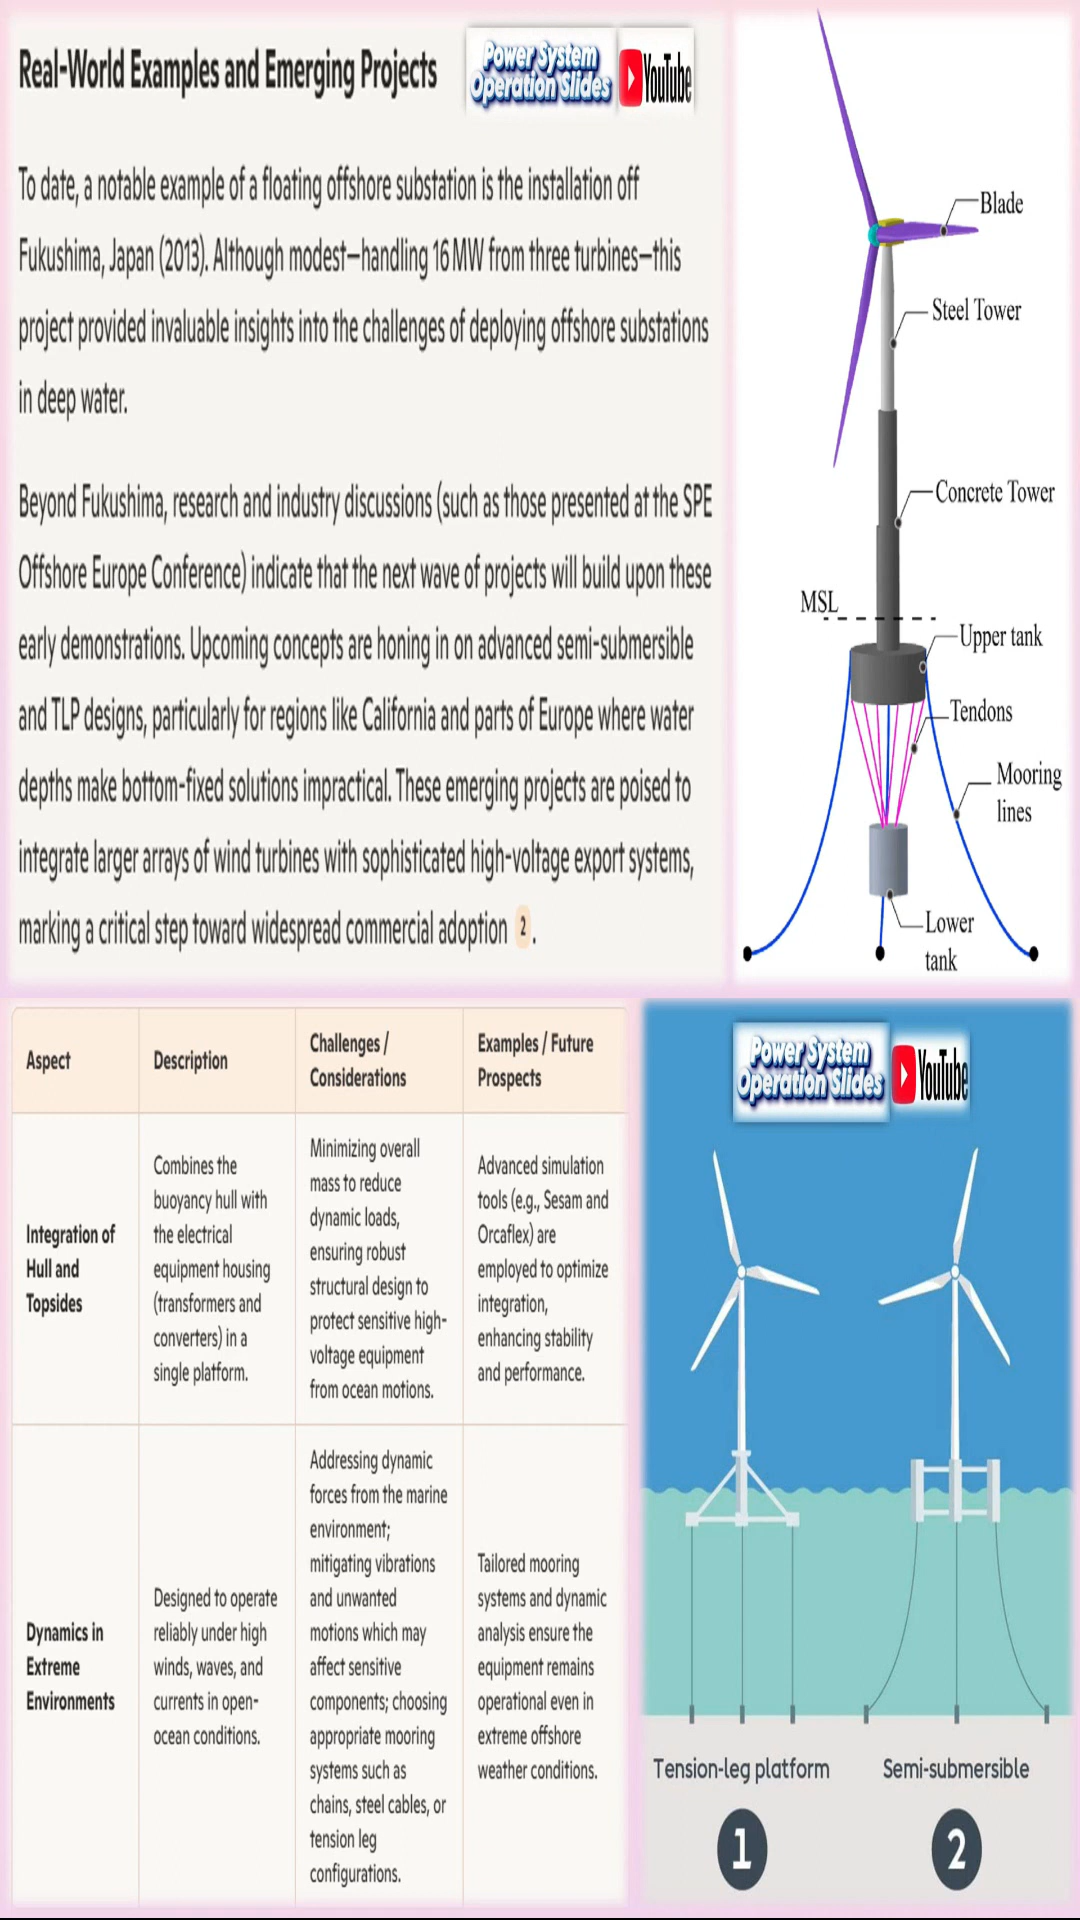 Real-World Examples and Emerging Projects
Power System
Operation Slides
YouTube
To date, a notable example of a floating offshore substation is the installation off
Fukushima, Japan (2013). Although modest—handling 16 MW from three turbines—this
project provided invaluable insights into the challenges of deploying offshore substations
in deep water.
Beyond Fukushima, research and industry discussions (such as those presented at the SPE
Offshore Europe Conference) indicate that the next wave of projects will build upon these
early demonstrations. Upcoming concepts are honing in on advanced semi-submersible
and TLP designs, particularly for regions like California and parts of Europe where water
depths make bottom-fixed solutions impractical. These emerging projects are poised to
integrate larger arrays of wind turbines with sophisticated high-voltage export systems,
marking a critical step toward widespread commercial adoption 2.
Blade
Steel Tower
Concrete Tower
MSL
Upper tank
Tendons
Mooring
lines
Lower
tank
Aspect
Description
Challenges /
Considerations
Examples / Future
Prospects
Integration of
Hull and
Topsides
Combines the
buoyancy hull with
the electrical
equipment housing
(transformers and
converters) in a
single platform.
Minimizing overall
mass to reduce
dynamic loads,
ensuring robust
structural design to
protect sensitive high-
voltage equipment
from ocean motions.
Advanced simulation
tools (e.g., Sesam and
Orcaflex) are
employed to optimize
integration,
enhancing stability
and performance.
Dynamics in
Extreme
Environments
Designed to operate
reliably under high
winds, waves, and
currents in open-
ocean conditions.
Addressing dynamic
forces from the marine
environment;
mitigating vibrations
and unwanted
motions which may
affect sensitive
components; choosing
appropriate mooring
systems such as
chains, steel cables, or
tension leg
configurations.
Tailored mooring
systems and dynamic
analysis ensure the
equipment remains
operational even in
extreme offshore
weather conditions.
Power System
Operation Slides
YouTube
Tension-leg platform
Semi-submersible
1
2